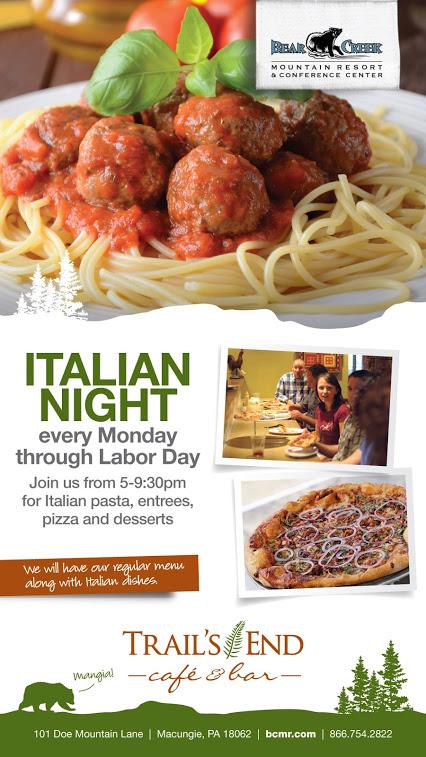 BEAR CREEK
MOUNTAIN RESORT
& CONFERENCE CENTER
ITALIAN
NIGHT
every Monday
through Labor Day
Join us from 5-9:30pm
for Italian pasta, entrees,
pizza and desserts
We will have our regular menu
along with Italian dishes.
TRAIL'S END
café & bar
mangia!
101 Doe Mountain Lane | Macungie, PA 18062 | bcmr.com | 866.754.2822